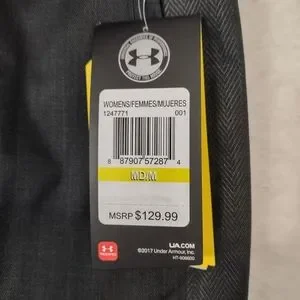 WOMENS/FEMMES/MUJERES
1247771 001
8 87907 57287 4
MD/M
MSRP $129.99
UA.COM
©2017 Under Armour, Inc.